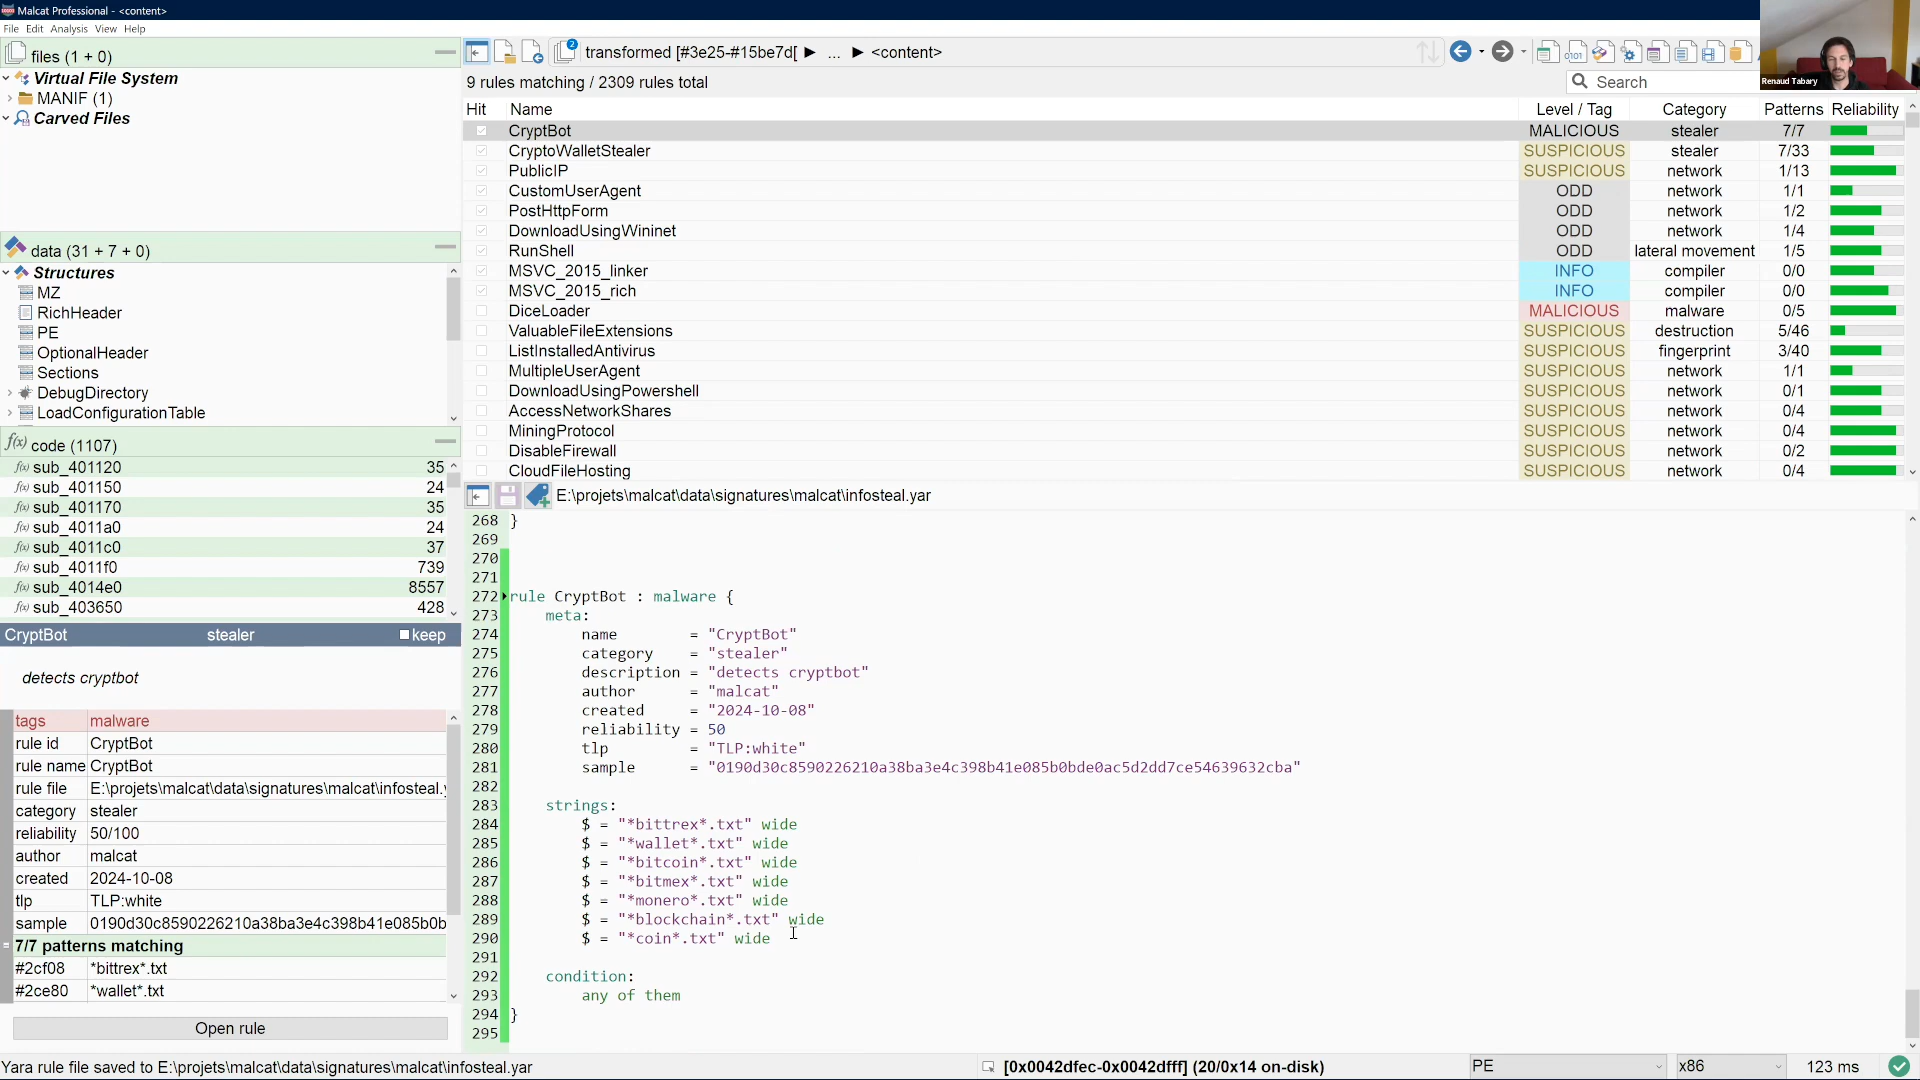 Malcat Professional - <content>
File Edit Analysis View Help
files (1 + 0)
Virtual File System
MANIF (1)
Carved Files
data (31 + 7 + 0)
Structures
MZ
RichHeader
PE
OptionalHeader
Sections
DebugDirectory
LoadConfigurationTable
code (1107)
sub_401120 35
sub_401150 24
sub_401170 35
sub_4011a0 24
sub_4011c0 37
sub_4011f0 739
sub_4014e0 8557
sub_403650 428
CryptBot stealer keep
detects cryptbot
tags malware
rule id CryptBot
rule name CryptBot
rule file E:\projets\malcat\data\signatures\malcat\infosteal.y
category stealer
reliability 50/100
author malcat
created 2024-10-08
tlp TLP:white
sample 0190d30c8590226210a38ba3e4c398b41e085b0b
7/7 patterns matching
#2cf08 *bittrex*.txt
#2ce80 *wallet*.txt
Open rule
2 transformed [#3e25-#15be7d[ ▶ ... ▶ <content>
9 rules matching / 2309 rules total
Search
Renaud Tabary
Hit Name Level / Tag Category Patterns Reliability
CryptBot MALICIOUS stealer 7/7
CryptoWalletStealer SUSPICIOUS stealer 7/33
PublicIP SUSPICIOUS network 1/13
CustomUserAgent ODD network 1/1
PostHttpForm ODD network 1/2
DownloadUsingWininet ODD network 1/4
RunShell ODD lateral movement 1/5
MSVC_2015_linker INFO compiler 0/0
MSVC_2015_rich INFO compiler 0/0
DiceLoader MALICIOUS malware 0/5
ValuableFileExtensions SUSPICIOUS destruction 5/46
ListInstalledAntivirus SUSPICIOUS fingerprint 3/40
MultipleUserAgent SUSPICIOUS network 1/1
DownloadUsingPowershell SUSPICIOUS network 0/1
AccessNetworkShares SUSPICIOUS network 0/4
MiningProtocol SUSPICIOUS network 0/4
DisableFirewall SUSPICIOUS network 0/2
CloudFileHosting SUSPICIOUS network 0/4
E:\projets\malcat\data\signatures\malcat\infosteal.yar
268 }
269
270
271
272 rule CryptBot : malware {
273 meta:
274 name = "CryptBot"
275 category = "stealer"
276 description = "detects cryptbot"
277 author = "malcat"
278 created = "2024-10-08"
279 reliability = 50
280 tlp = "TLP:white"
281 sample = "0190d30c8590226210a38ba3e4c398b41e085b0bde0ac5d2dd7ce54639632cba"
282
283 strings:
284 $ = "*bittrex*.txt" wide
285 $ = "*wallet*.txt" wide
286 $ = "*bitcoin*.txt" wide
287 $ = "*bitmex*.txt" wide
288 $ = "*monero*.txt" wide
289 $ = "*blockchain*.txt" wide
290 $ = "*coin*.txt" wide
291
292 condition:
293 any of them
294 }
295
Yara rule file saved to E:\projets\malcat\data\signatures\malcat\infosteal.yar
[0x0042dfec-0x0042dfff] (20/0x14 on-disk) PE x86 123 ms